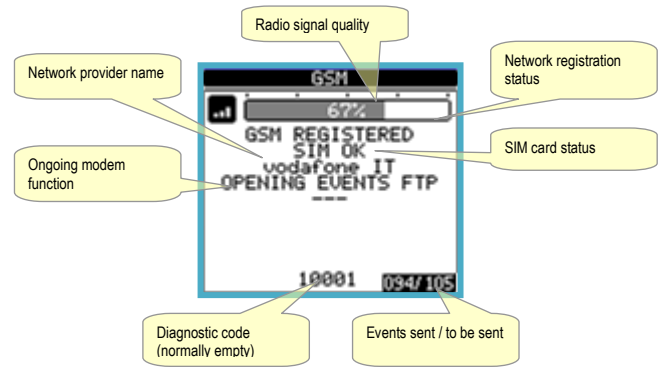 Radio signal quality
Network provider name
Network registration
status
GSM
67%
GSM REGISTERED
SIM OK
vodafone IT
OPENING EVENTS FTP
---
SIM card status
Ongoing modem
function
10001
094/105
Diagnostic code
(normally empty)
Events sent / to be sent